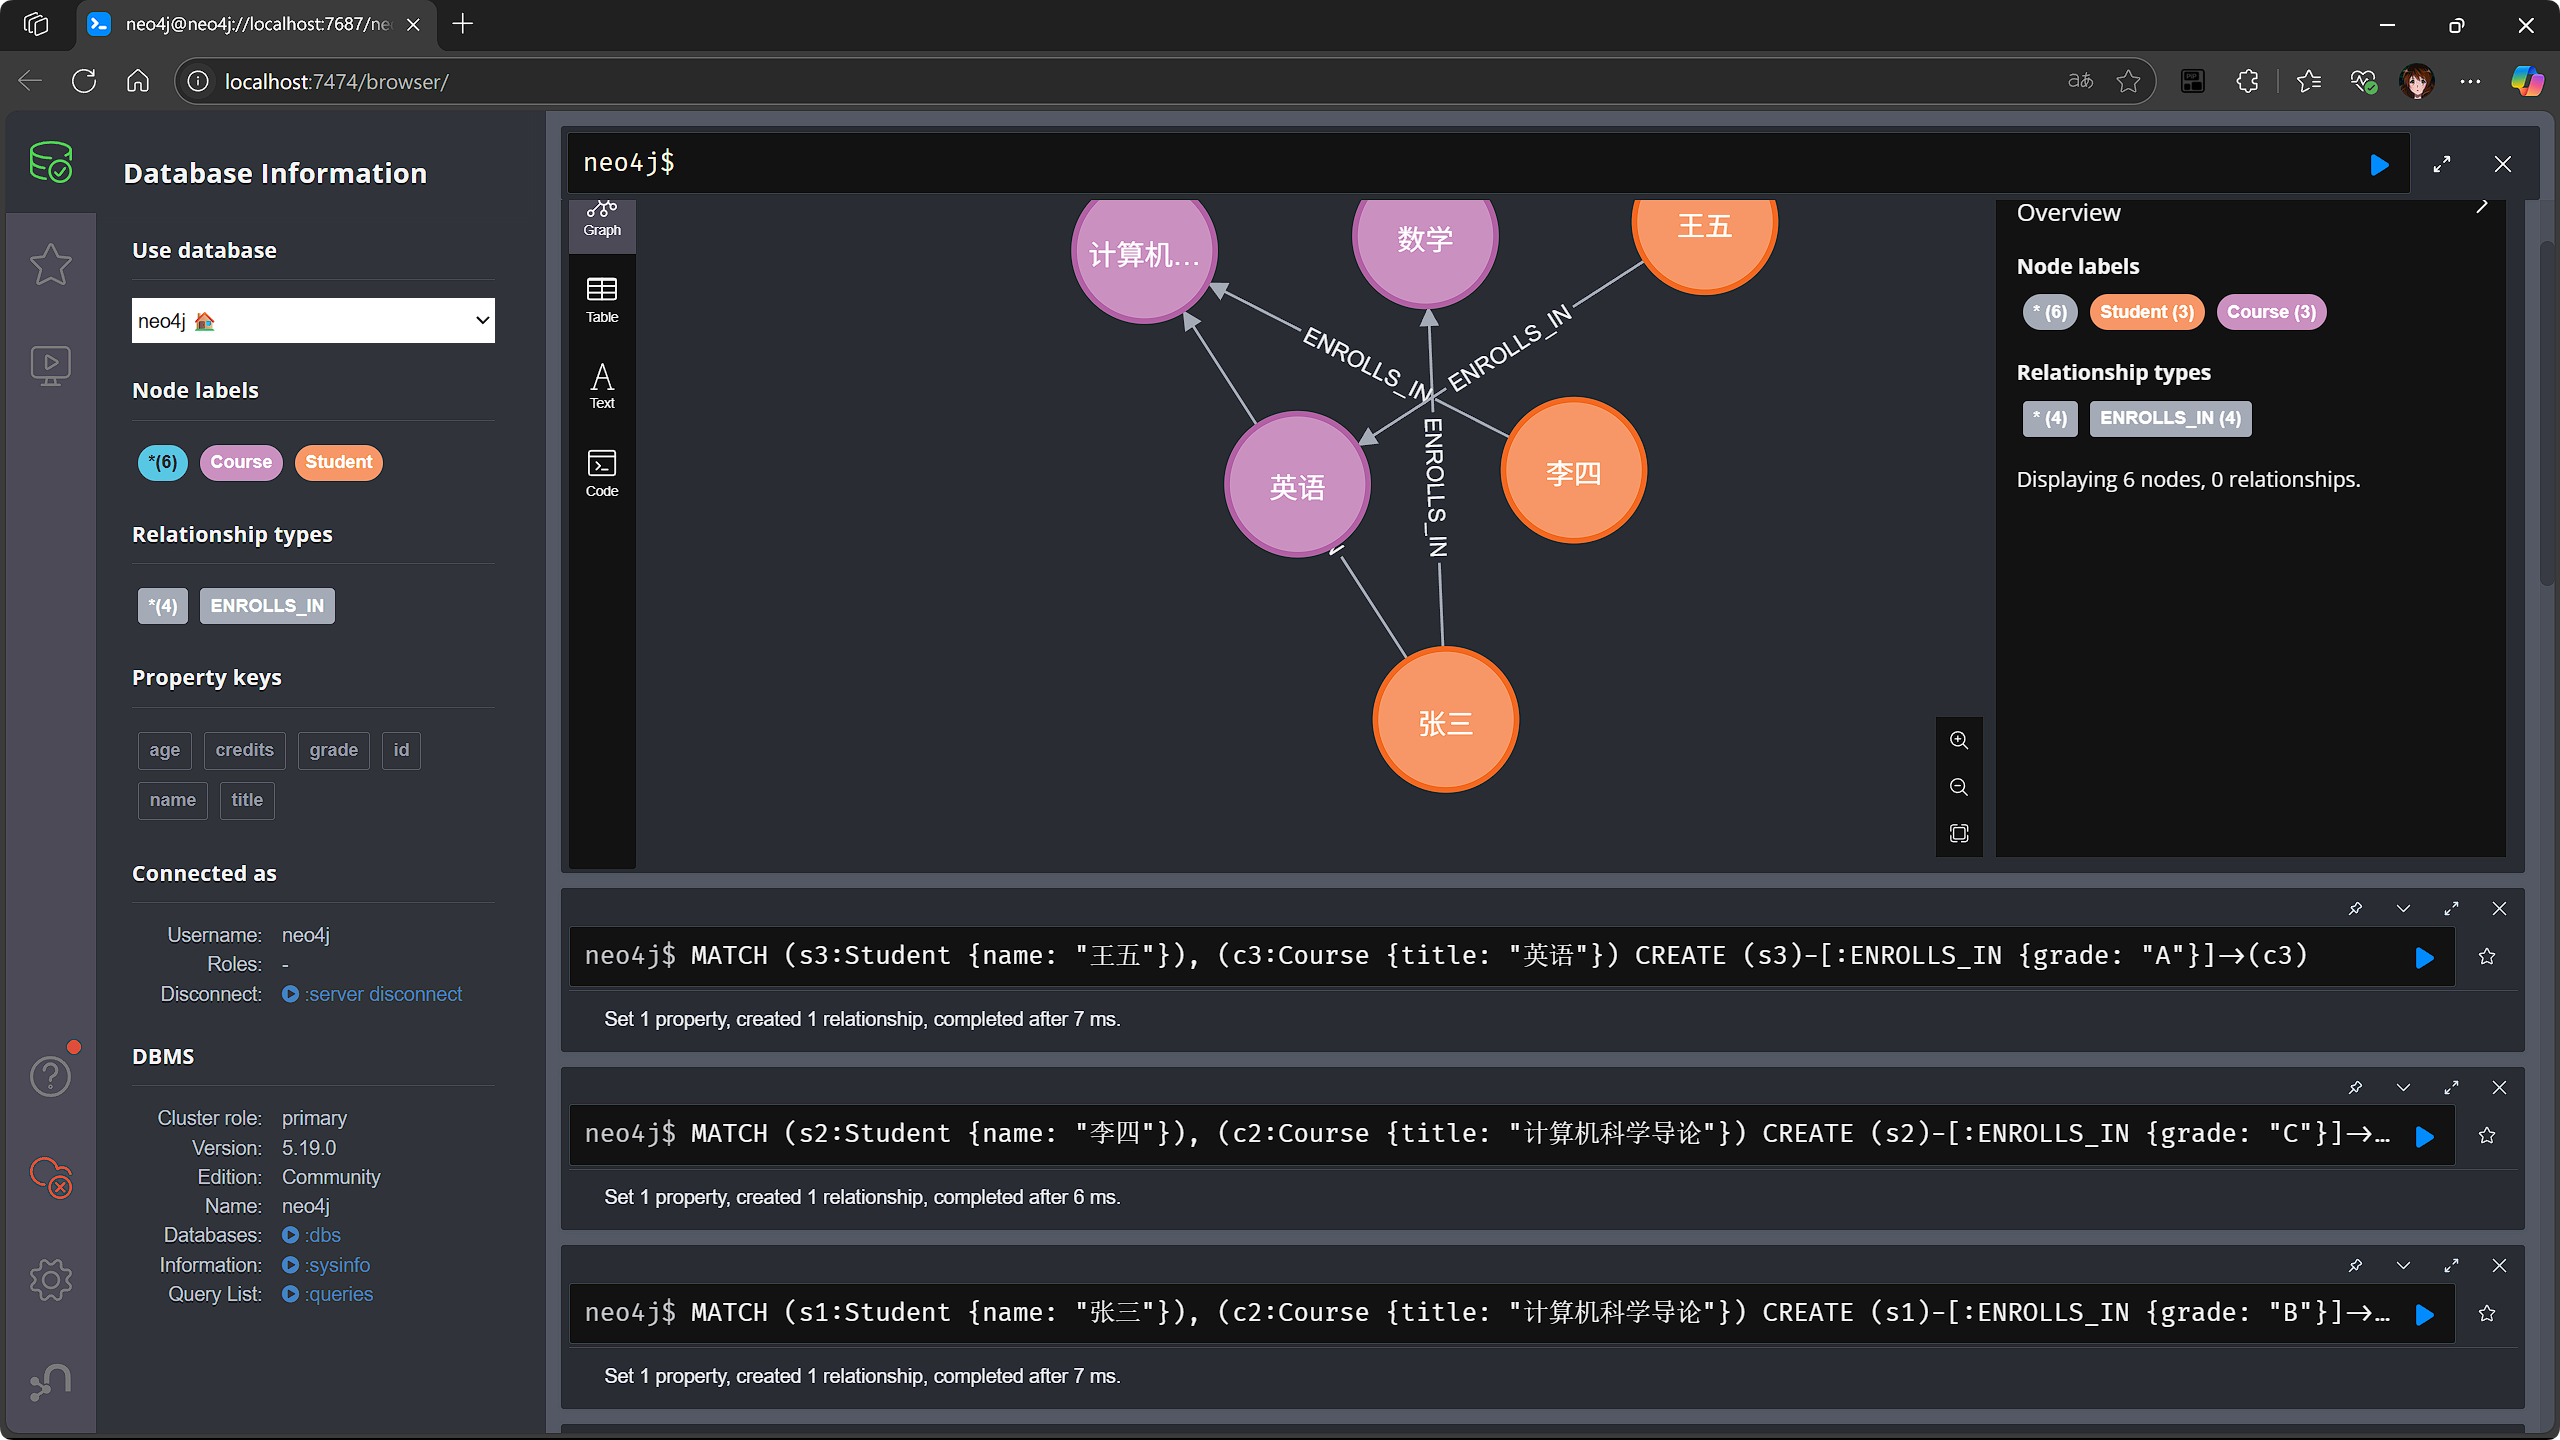 neo4j@neo4j://localhost:7687/ne
localhost:7474/browser/
Database Information
Use database
neo4j
Node labels
*(6) Course Student
Relationship types
*(4) ENROLLS_IN
Property keys
age credits grade id
name title
Connected as
Username: neo4j
Roles: -
Disconnect: :server disconnect
DBMS
Cluster role: primary
Version: 5.19.0
Edition: Community
Name: neo4j
Databases: :dbs
Information: :sysinfo
Query List: :queries
neo4j$
Graph
Table
Text
Code
计算机...
数学
王五
ENROLLS_IN
ENROLLS_IN
ENROLLS_IN
英语
李四
张三
Overview
Node labels
* (6) Student (3) Course (3)
Relationship types
* (4) ENROLLS_IN (4)
Displaying 6 nodes, 0 relationships.
neo4j$ MATCH (s3:Student {name: "王五"}), (c3:Course {title: "英语"}) CREATE (s3)-[:ENROLLS_IN {grade: "A"}]->(c3)
Set 1 property, created 1 relationship, completed after 7 ms.
neo4j$ MATCH (s2:Student {name: "李四"}), (c2:Course {title: "计算机科学导论"}) CREATE (s2)-[:ENROLLS_IN {grade: "C"}]->…
Set 1 property, created 1 relationship, completed after 6 ms.
neo4j$ MATCH (s1:Student {name: "张三"}), (c2:Course {title: "计算机科学导论"}) CREATE (s1)-[:ENROLLS_IN {grade: "B"}]->…
Set 1 property, created 1 relationship, completed after 7 ms.